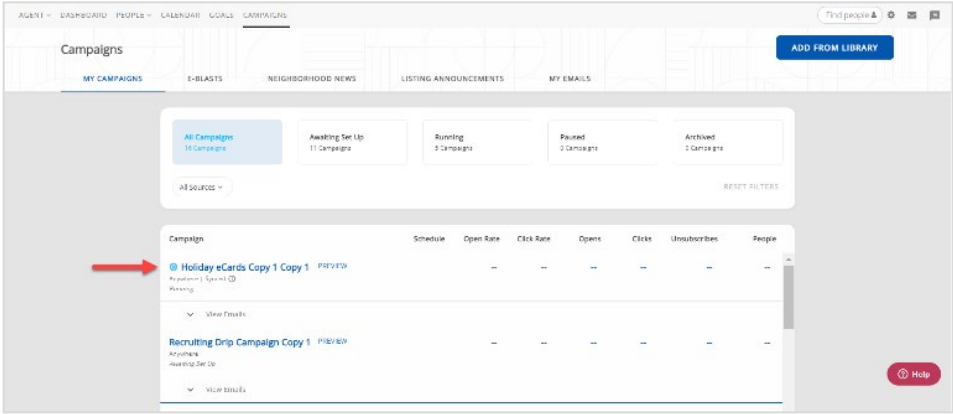 AGENT DASHBOARD PEOPLE CALENDAR GOALS CAMPAIGNS Find people
Campaigns ADD FROM LIBRARY
MY CAMPAIGNS E-BLASTS NEIGHBORHOOD NEWS LISTING ANNOUNCEMENTS MY EMAILS
All Campaigns Awaiting Set Up Running Paused Archived
16 Campaigns 11 Campaigns 5 Campaigns 0 Campaigns 0 Campaigns
All Sources RESET FILTERS
Campaign Schedule Open Rate Click Rate Opens Clicks Unsubscribes People
Holiday eCards Copy 1 Copy 1 PREVIEW -- -- -- -- -- --
Anywhere | Synced
Running
View Emails
Recruiting Drip Campaign Copy 1 PREVIEW -- -- -- -- -- --
Anywhere
Awaiting Set Up
View Emails
Help